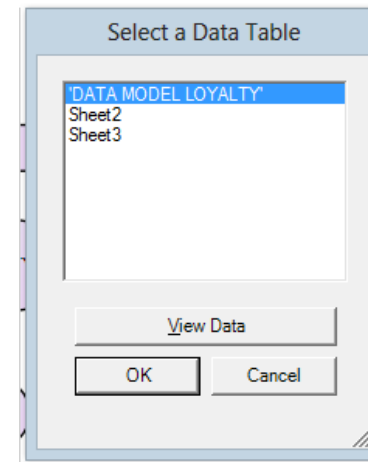 Select a Data Table
'DATA MODEL LOYALTY'
Sheet2
Sheet3
View Data
OK Cancel